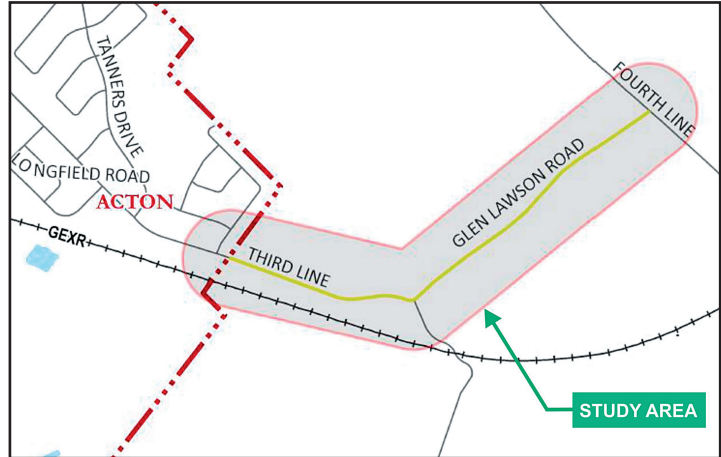 TANNERS DRIVE
FOURTH LINE
LONGFIELD ROAD
ACTON
GLEN LAWSON ROAD
GEXR
THIRD LINE
STUDY AREA